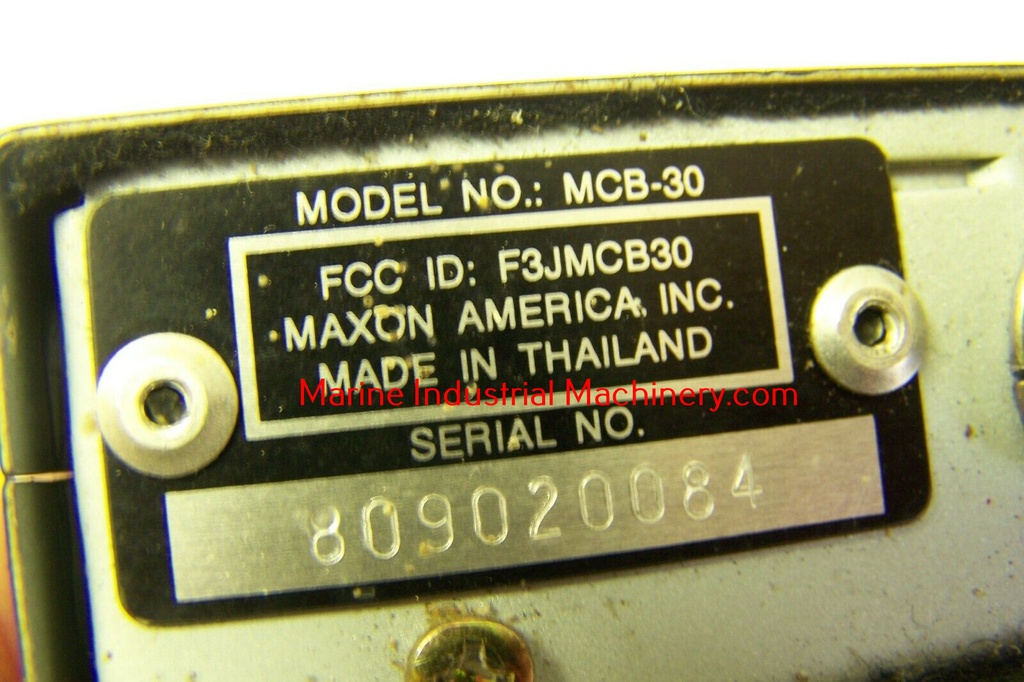 MODEL NO.: MCB-30
FCC ID: F3JMCB30
MAXON AMERICA, INC.
MADE IN THAILAND
Marine Industrial Machinery.com
SERIAL NO.
809020084